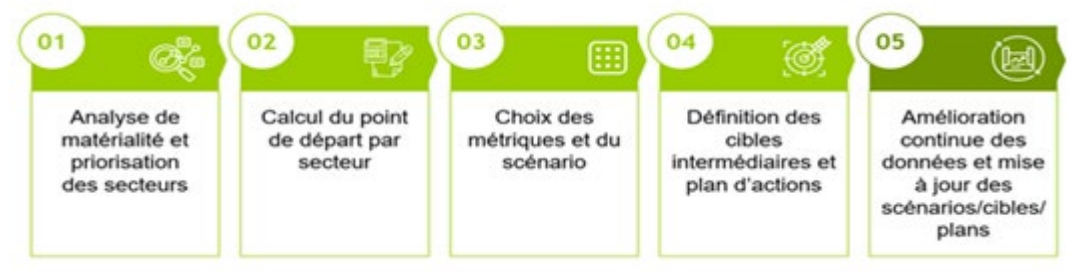 01
Analyse de
matérialité et
priorisation
des secteurs
02
Calcul du point
de départ par
secteur
03
Choix des
métriques et du
scénario
04
Définition des
cibles
intermédiaires et
plan d'actions
05
Amélioration
continue des
données et mise
à jour des
scénarios/cibles/
plans